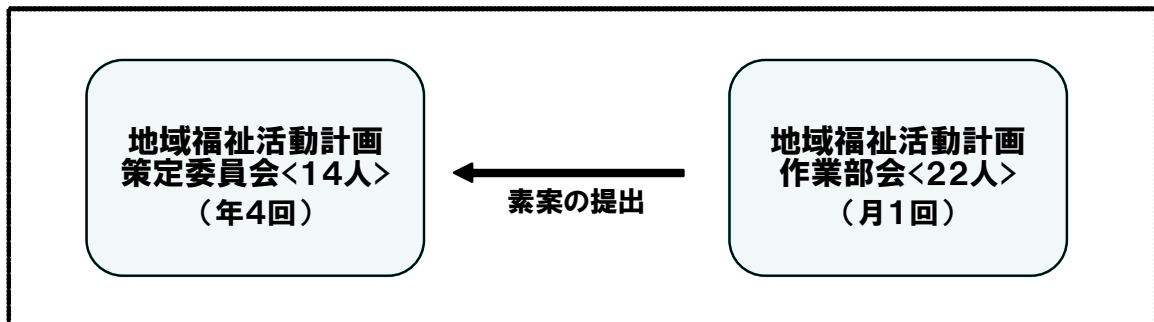 地域福祉活動計画
策定委員会<14人>
（年4回）
素案の提出
地域福祉活動計画
作業部会<22人>
（月1回）